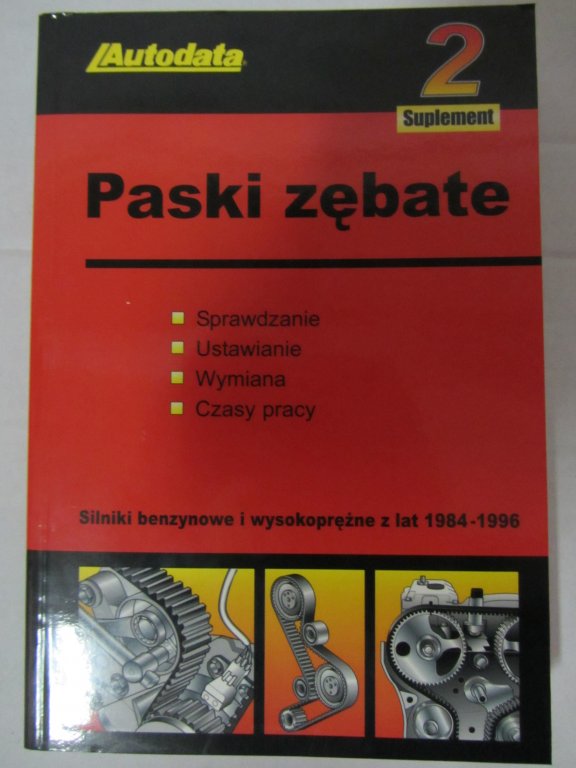 Autodata
2
Suplement
Paski zębate
Sprawdzanie
Ustawianie
Wymiana
Czasy pracy
Silniki benzynowe i wysokoprężne z lat 1984-1996